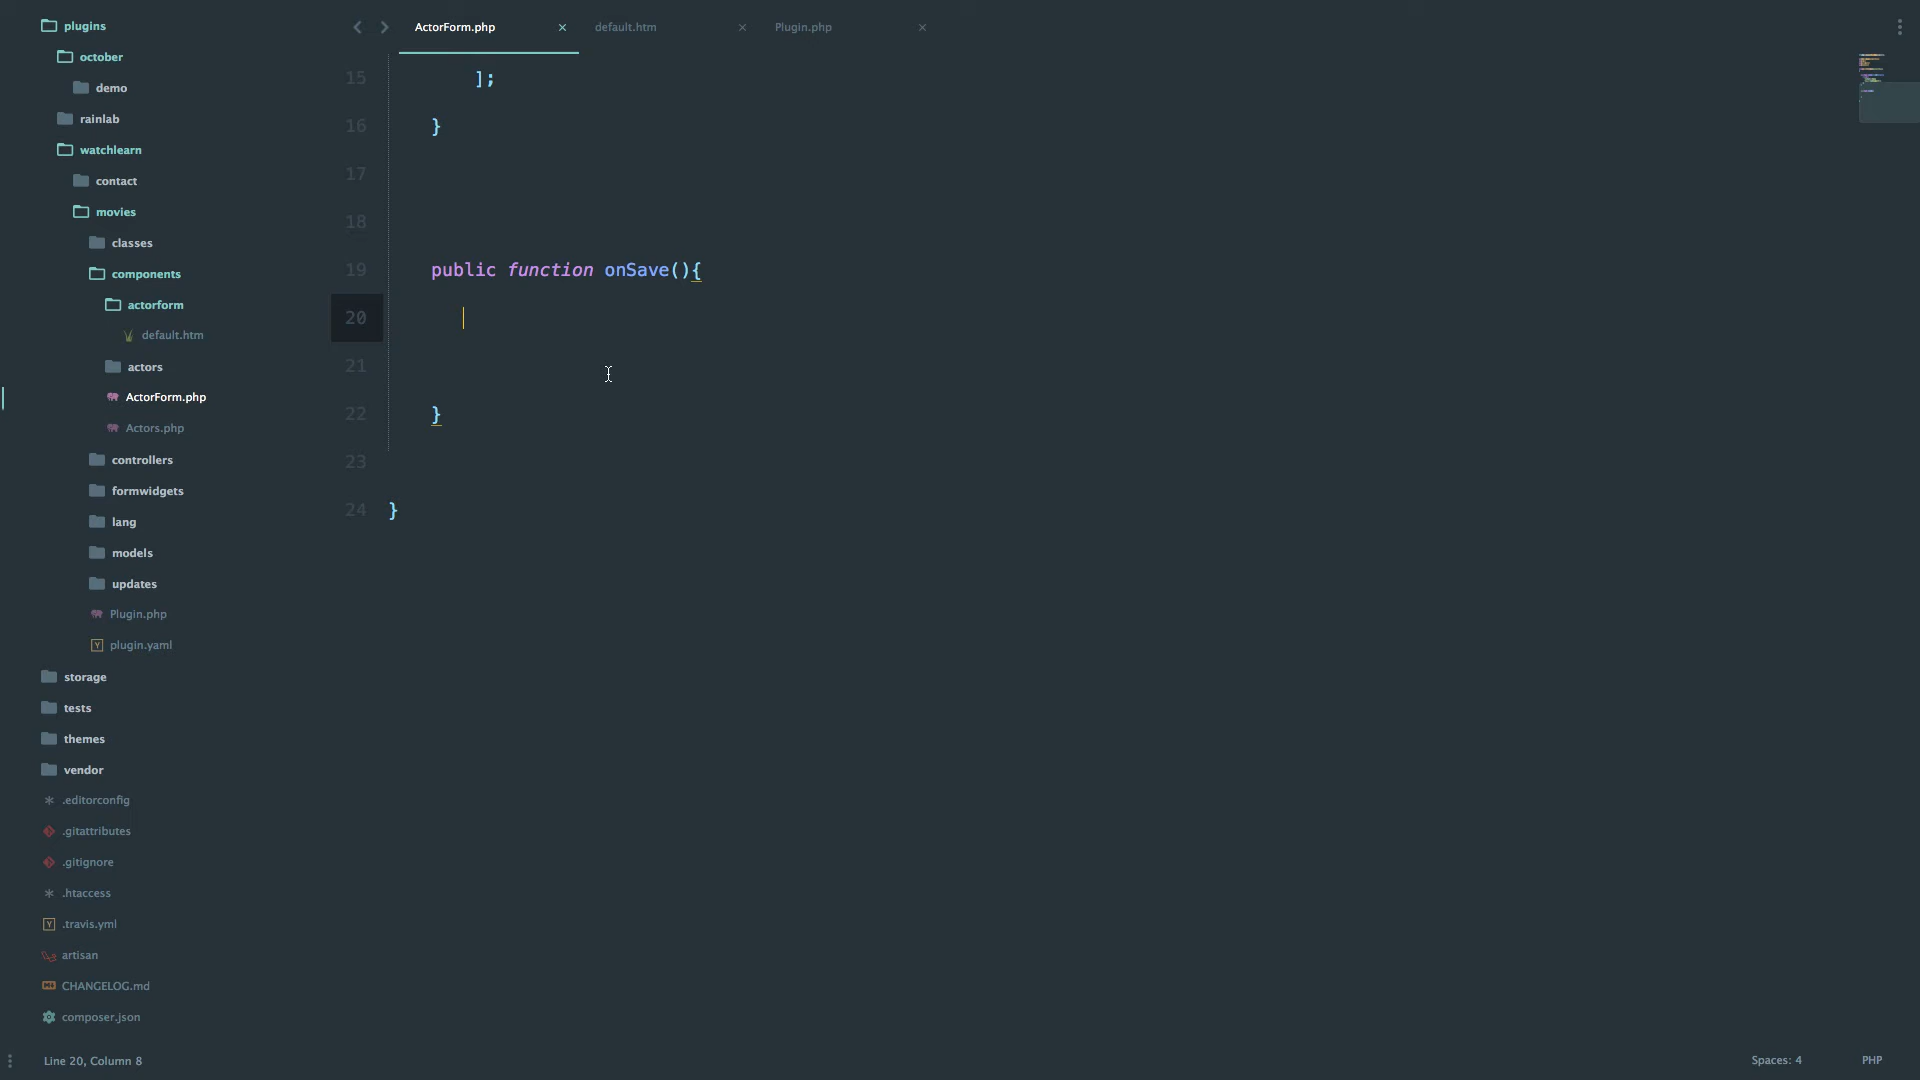 plugins
october
demo
rainlab
watchlearn
contact
movies
classes
components
actorform
default.htm
actors
ActorForm.php
Actors.php
controllers
formwidgets
lang
models
updates
Plugin.php
plugin.yaml
storage
tests
themes
vendor
.editorconfig
.gitattributes
.gitignore
.htaccess
.travis.yml
artisan
CHANGELOG.md
composer.json
ActorForm.php × default.htm × Plugin.php ×
15 ];
16 }
17
18
19 public function onSave(){
20
21
22 }
23
24 }
Line 20, Column 8
Spaces: 4
PHP